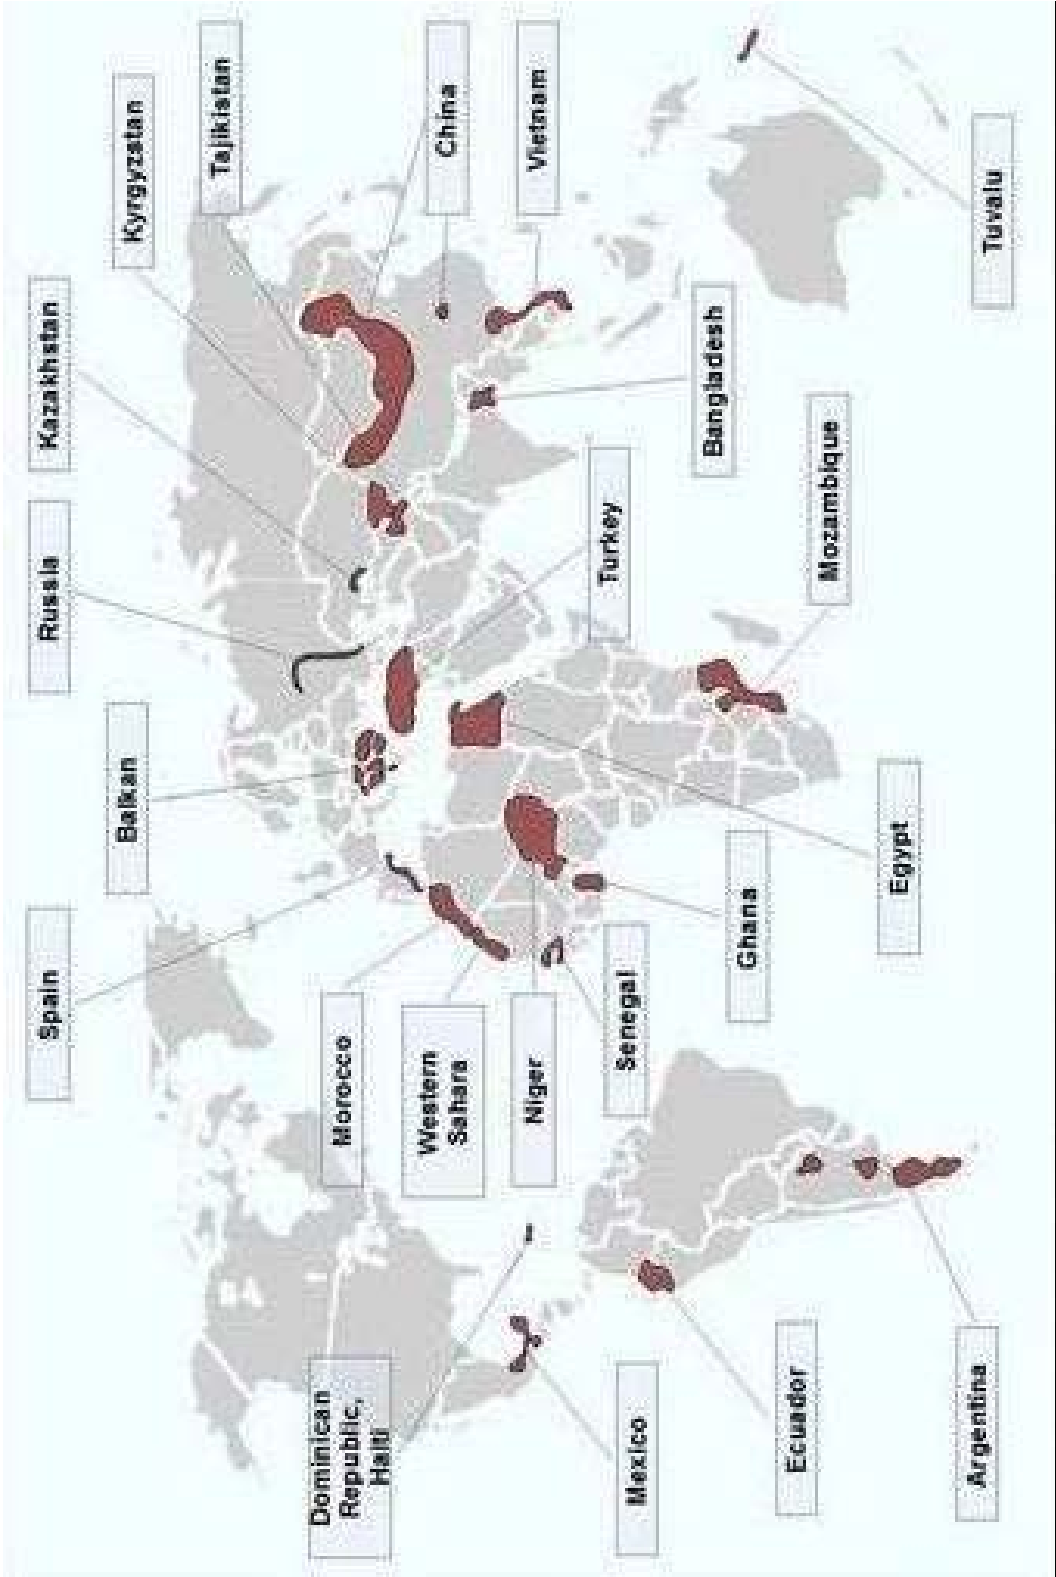 Spain
Russia
Kazakhstan
Balkan
Kyrgyzstan
Tajikistan
Dominican
Republic,
Haiti
Morocco
Western
Sahara
China
Niger
Vietnam
Mexico
Senegal
Turkey
Bangladesh
Ghana
Ecuador
Mozambique
Egypt
Argentina
Tuvalu